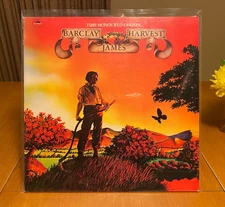 TIME HONOURED GHOSTS
BARCLAY HARVEST
JAMES